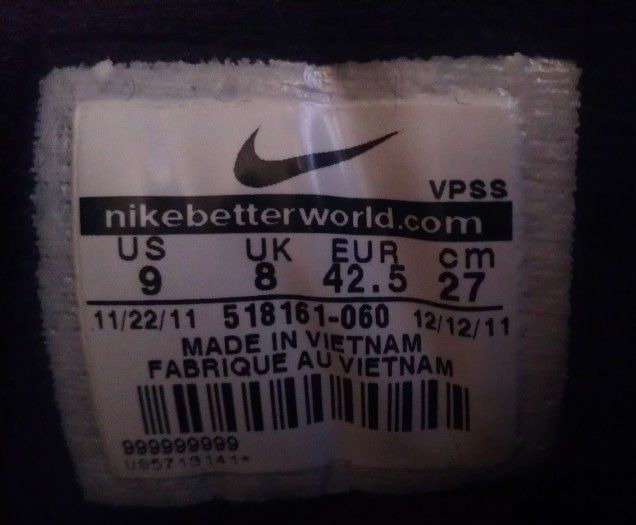 VPSS
nikebetterworld.com
US UK EUR cm
9 8 42.5 27
11/22/11 518161-060 12/12/11
MADE IN VIETNAM
FABRIQUE AU VIETNAM
999999999
US5713141*